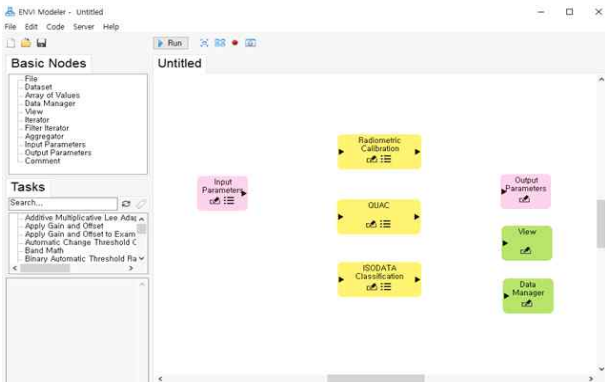 ENVI Modeler - Untitled
File Edit Code Server Help
Run
Basic Nodes
File
Dataset
Array of Values
Data Manager
View
Iterator
Filter Iterator
Aggregator
Input Parameters
Output Parameters
Comment
Tasks
Search...
Additive Multiplicative Lee Adap
Apply Gain and Offset
Apply Gain and Offset to Exam
Automatic Change Threshold C
Band Math
Binary Automatic Threshold Ra
Untitled
Input
Parameters
Radiometric
Calibration
QUAC
ISODATA
Classification
Output
Parameters
View
Data
Manager